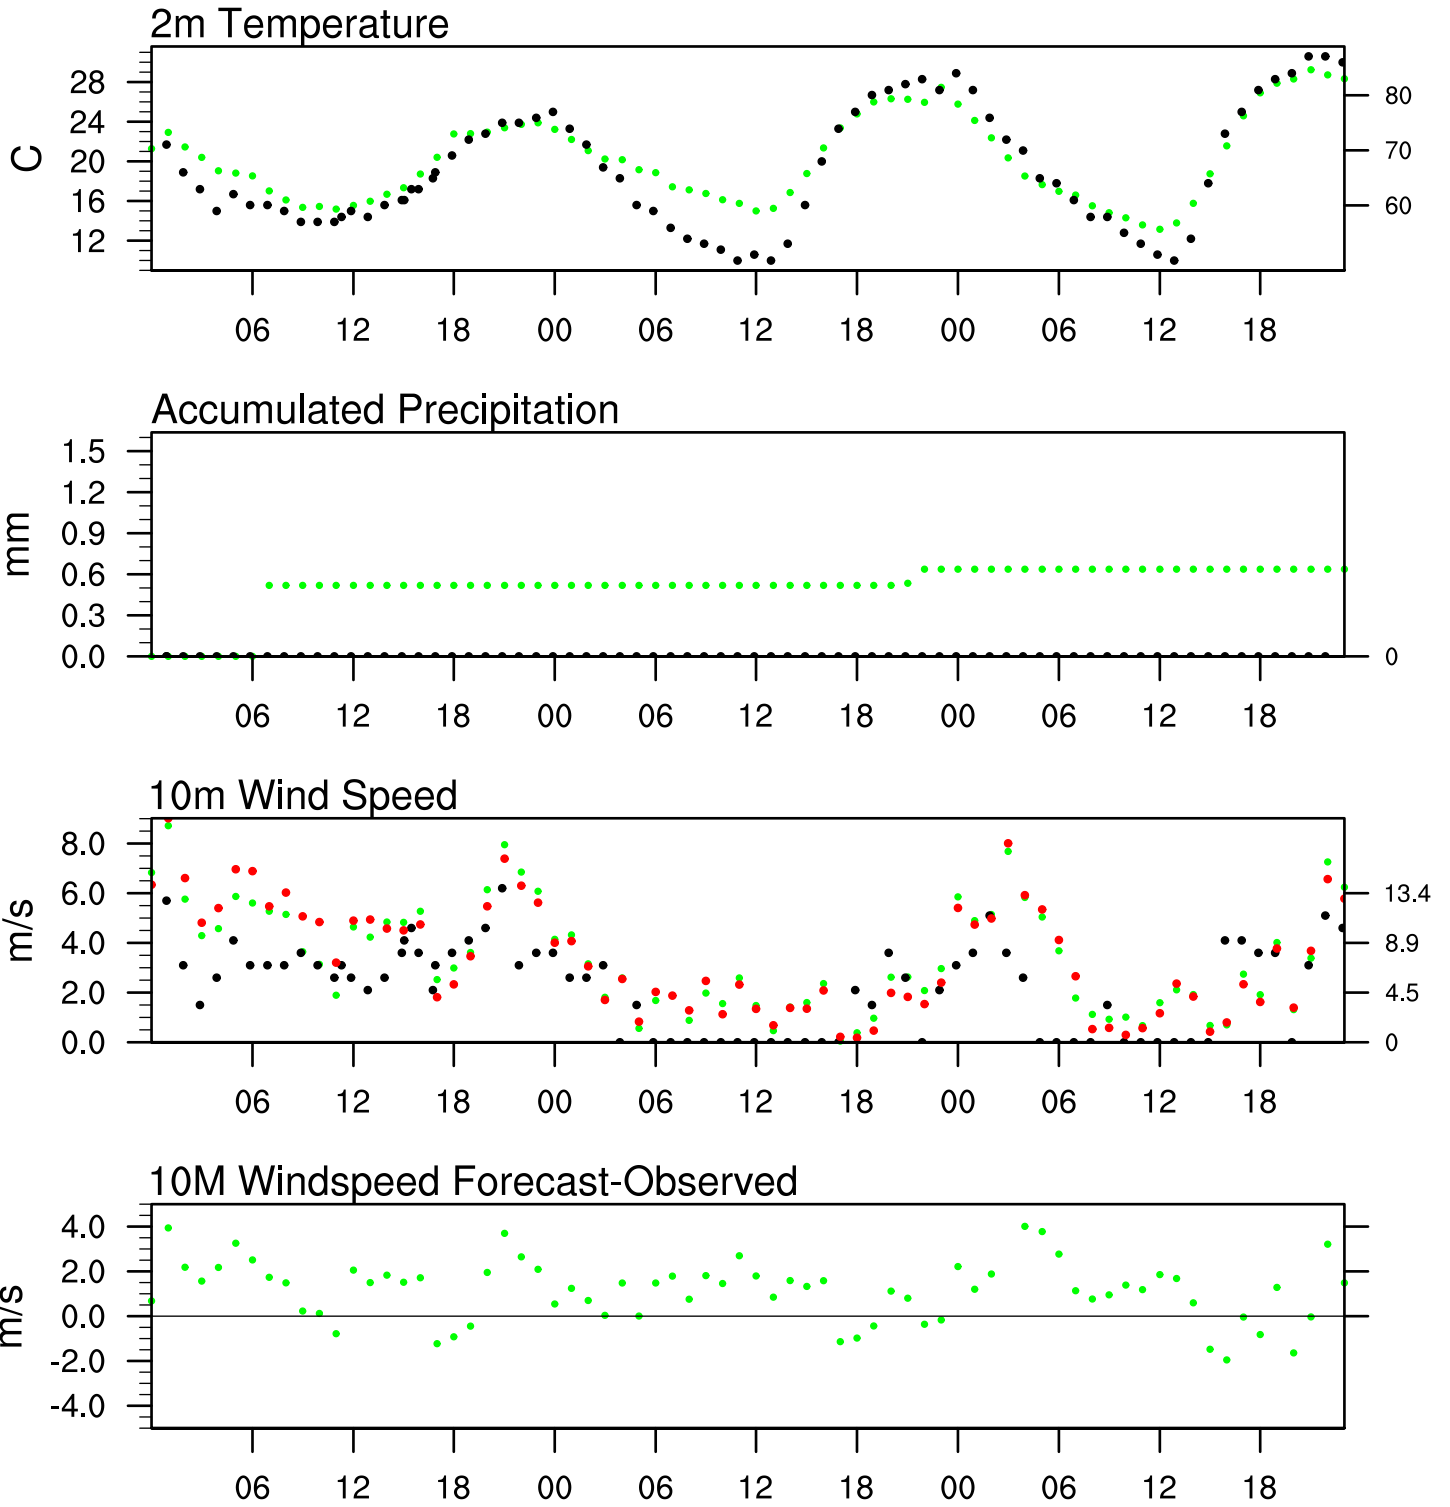 2m Temperature
28
24
20
16
12
C
80
70
60
06 12 18 00 06 12 18 00 06 12 18
Accumulated Precipitation
1.5
1.2
0.9
0.6
0.3
0.0
mm
0
06 12 18 00 06 12 18 00 06 12 18
10m Wind Speed
8.0
6.0
4.0
2.0
0.0
m/s
13.4
8.9
4.5
0
06 12 18 00 06 12 18 00 06 12 18
10M Windspeed Forecast-Observed
4.0
2.0
0.0
-2.0
-4.0
m/s
06 12 18 00 06 12 18 00 06 12 18